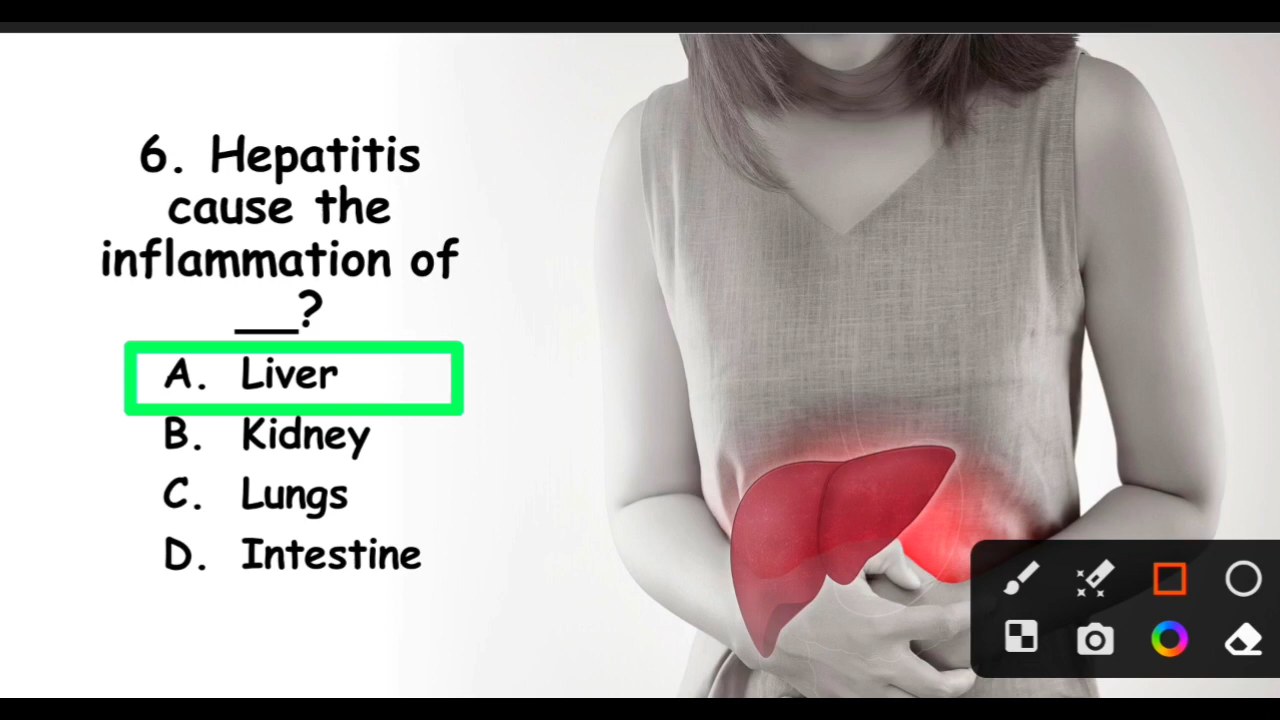 6. Hepatitis
cause the
inflammation of
__?
A. Liver
B. Kidney
C. Lungs
D. Intestine